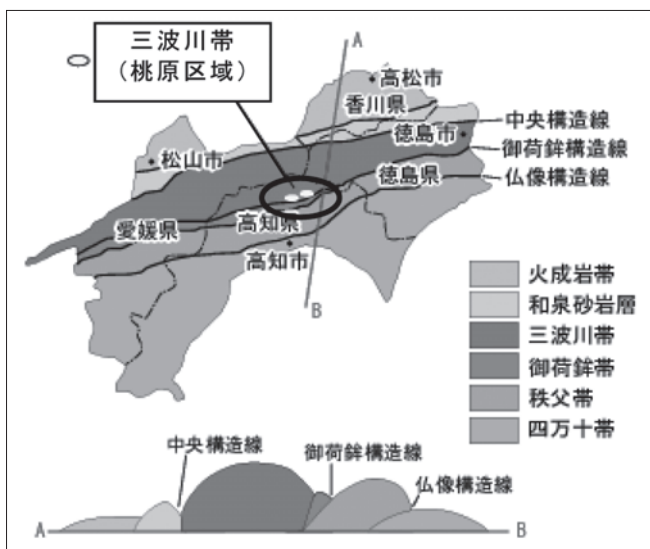 三波川帯
（桃原区域）
A
高松市
香川県
中央構造線
徳島市
御荷鉾構造線
松山市
徳島県
仏像構造線
愛媛県
高知県
高知市
B
火成岩帯
和泉砂岩層
三波川帯
御荷鉾帯
秩父帯
四万十帯
中央構造線
御荷鉾構造線
仏像構造線
A
B